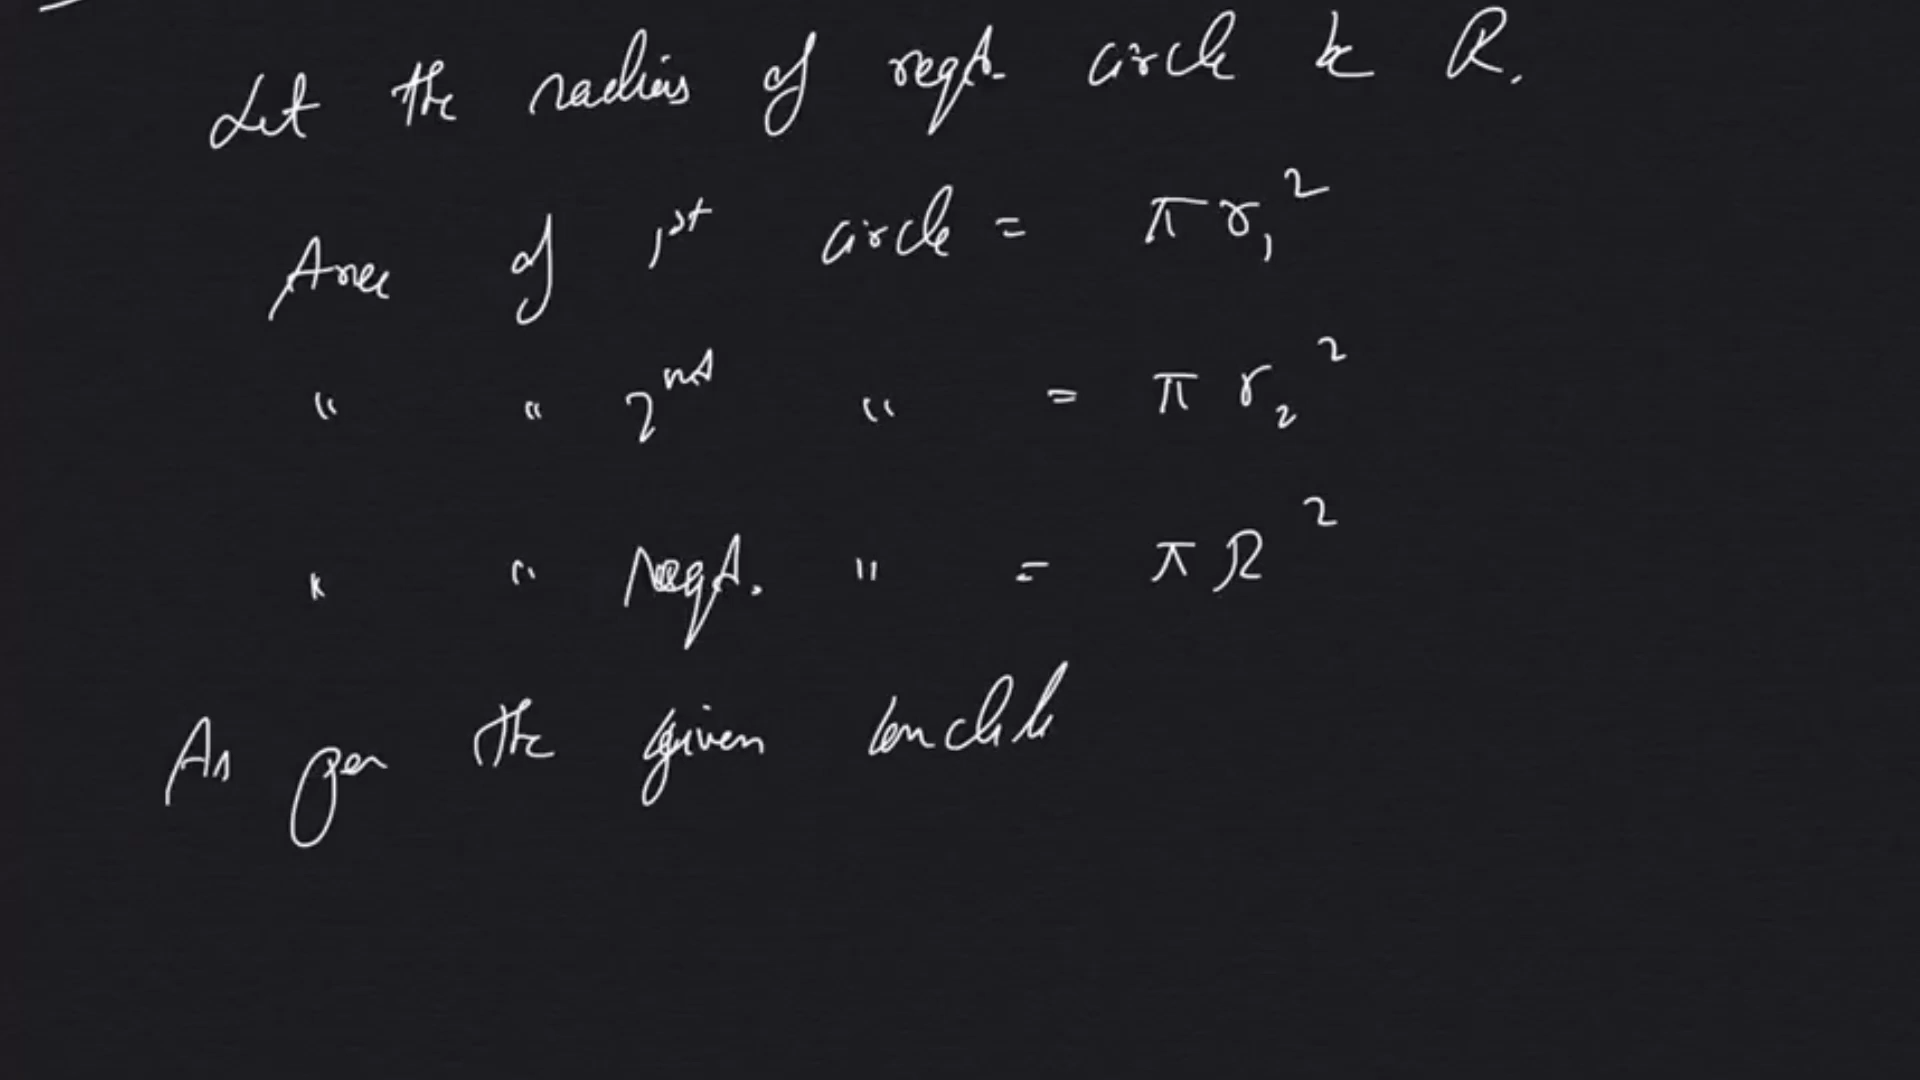 Let the radius of reqd. circle be R.
Area of 1st circle = πr₁²
" " 2nd " = πr₂²
" " reqd. " = πR²
As per the given